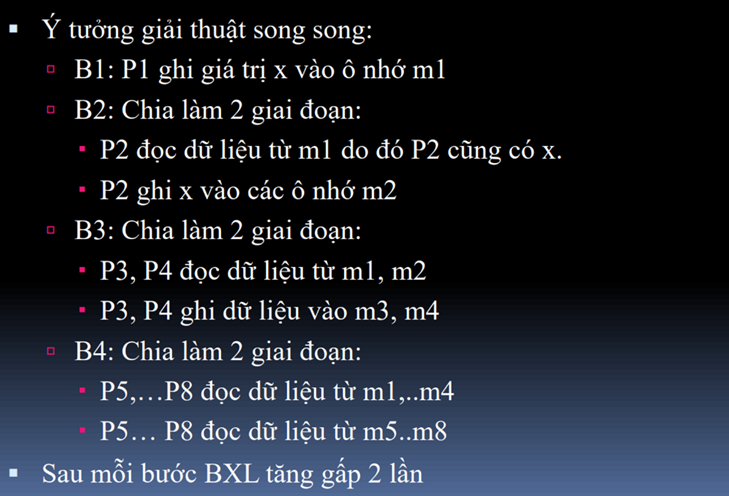 Ý tưởng giải thuật song song:
B1: P1 ghi giá trị x vào ô nhớ m1
B2: Chia làm 2 giai đoạn:
P2 đọc dữ liệu từ m1 do đó P2 cũng có x.
P2 ghi x vào các ô nhớ m2
B3: Chia làm 2 giai đoạn:
P3, P4 đọc dữ liệu từ m1, m2
P3, P4 ghi dữ liệu vào m3, m4
B4: Chia làm 2 giai đoạn:
P5,…P8 đọc dữ liệu từ m1,..m4
P5… P8 đọc dữ liệu từ m5..m8
Sau mỗi bước BXL tăng gấp 2 lần